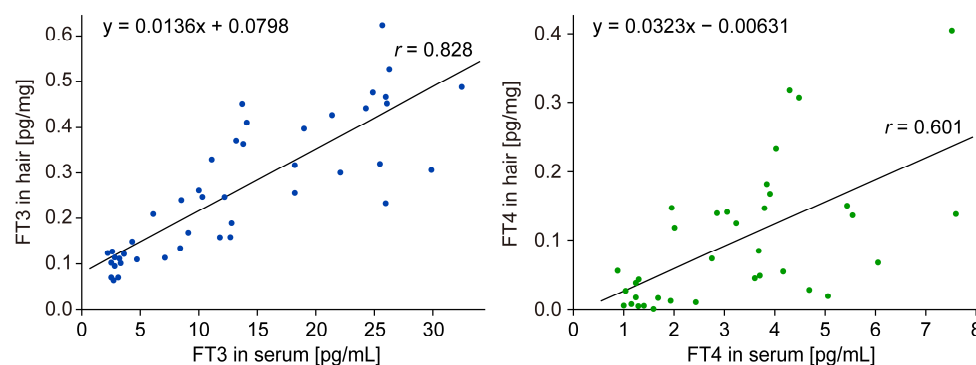 y = 0.0136x + 0.0798
r = 0.828
0.6
0.5
0.4
0.3
0.2
0.1
0.0
FT3 in hair [pg/mg]
0 5 10 15 20 25 30
FT3 in serum [pg/mL]
y = 0.0323x − 0.00631
r = 0.601
0.4
0.3
0.2
0.1
0.0
FT4 in hair [pg/mg]
0 1 2 3 4 5 6 7 8
FT4 in serum [pg/mL]